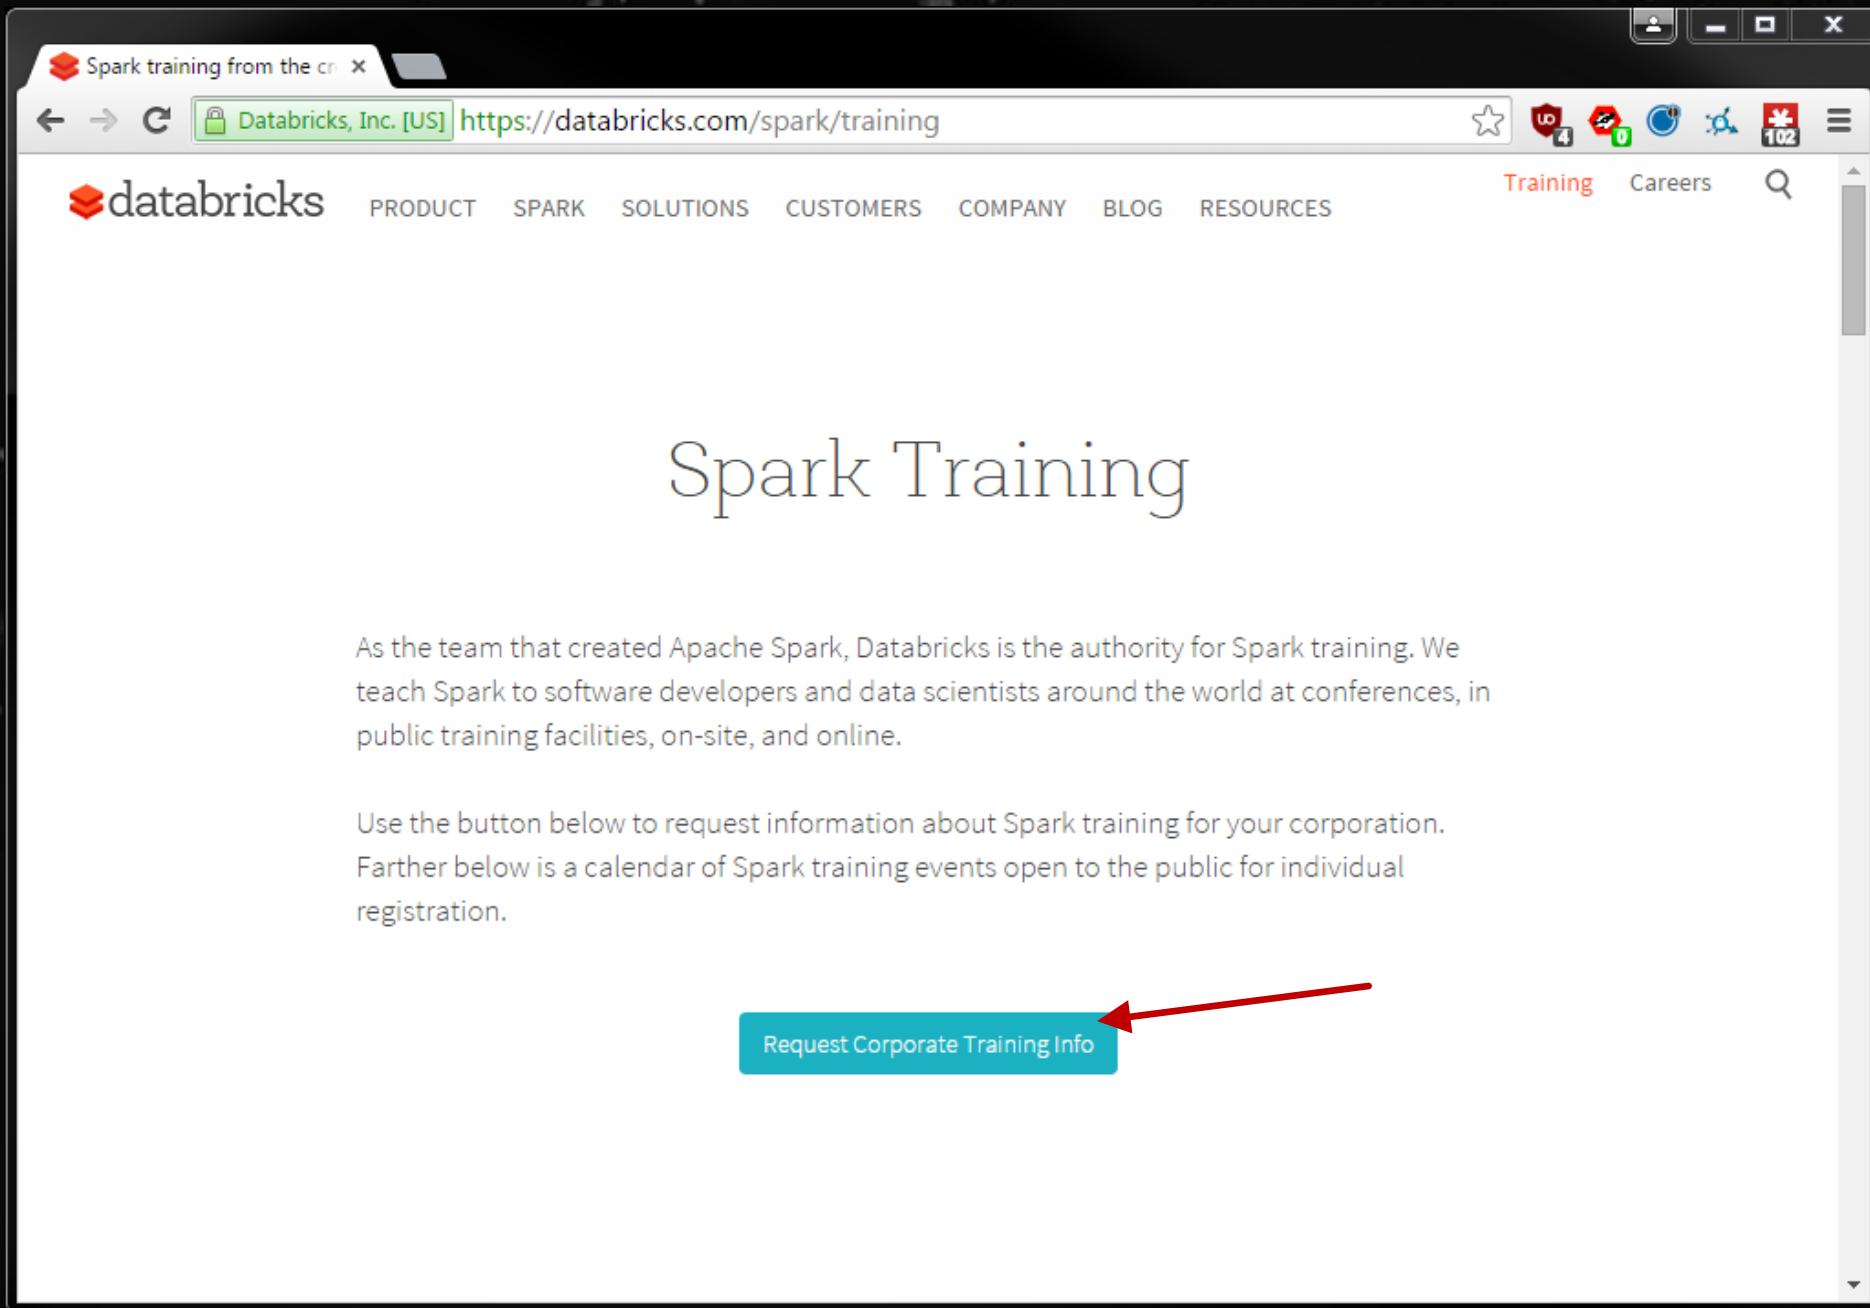 Spark training from the cr
Databricks, Inc. [US] https://databricks.com/spark/training
4
0
102
databricks PRODUCT SPARK SOLUTIONS CUSTOMERS COMPANY BLOG RESOURCES Training Careers
Spark Training
As the team that created Apache Spark, Databricks is the authority for Spark training. We
teach Spark to software developers and data scientists around the world at conferences, in
public training facilities, on-site, and online.
Use the button below to request information about Spark training for your corporation.
Farther below is a calendar of Spark training events open to the public for individual
registration.
Request Corporate Training Info